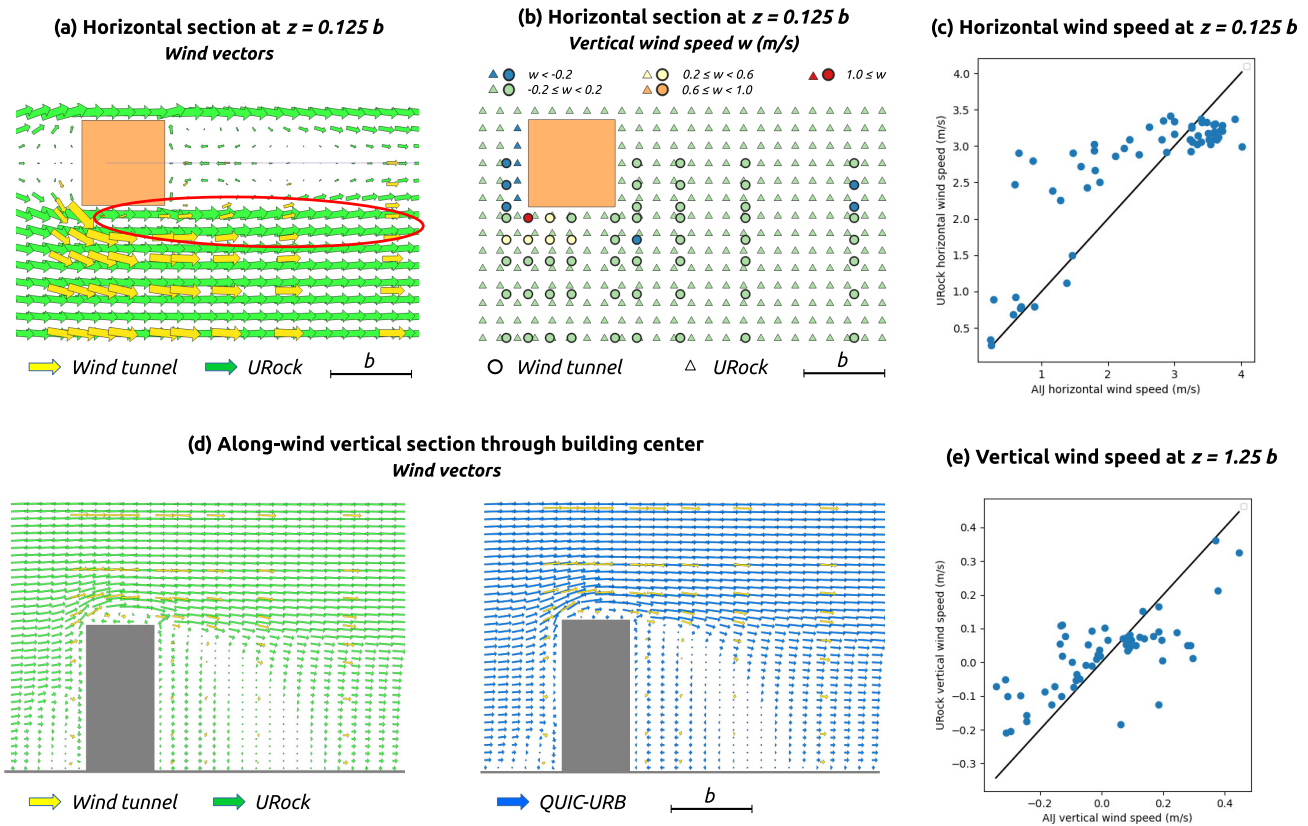 (a) Horizontal section at z = 0.125 b
Wind vectors
Wind tunnel
URock
b
(b) Horizontal section at z = 0.125 b
Vertical wind speed w (m/s)
w < -0.2
0.2 ≤ w < 0.6
1.0 ≤ w
-0.2 ≤ w < 0.2
0.6 ≤ w < 1.0
Wind tunnel
URock
b
(c) Horizontal wind speed at z = 0.125 b
URock horizontal wind speed (m/s)
4.0
3.5
3.0
2.5
2.0
1.5
1.0
0.5
1 2 3 4
AIJ horizontal wind speed (m/s)
(d) Along-wind vertical section through building center
Wind vectors
Wind tunnel
URock
QUIC-URB
b
(e) Vertical wind speed at z = 1.25 b
URock vertical wind speed (m/s)
0.4
0.3
0.2
0.1
0.0
−0.1
−0.2
−0.3
−0.2 0.0 0.2 0.4
AIJ vertical wind speed (m/s)